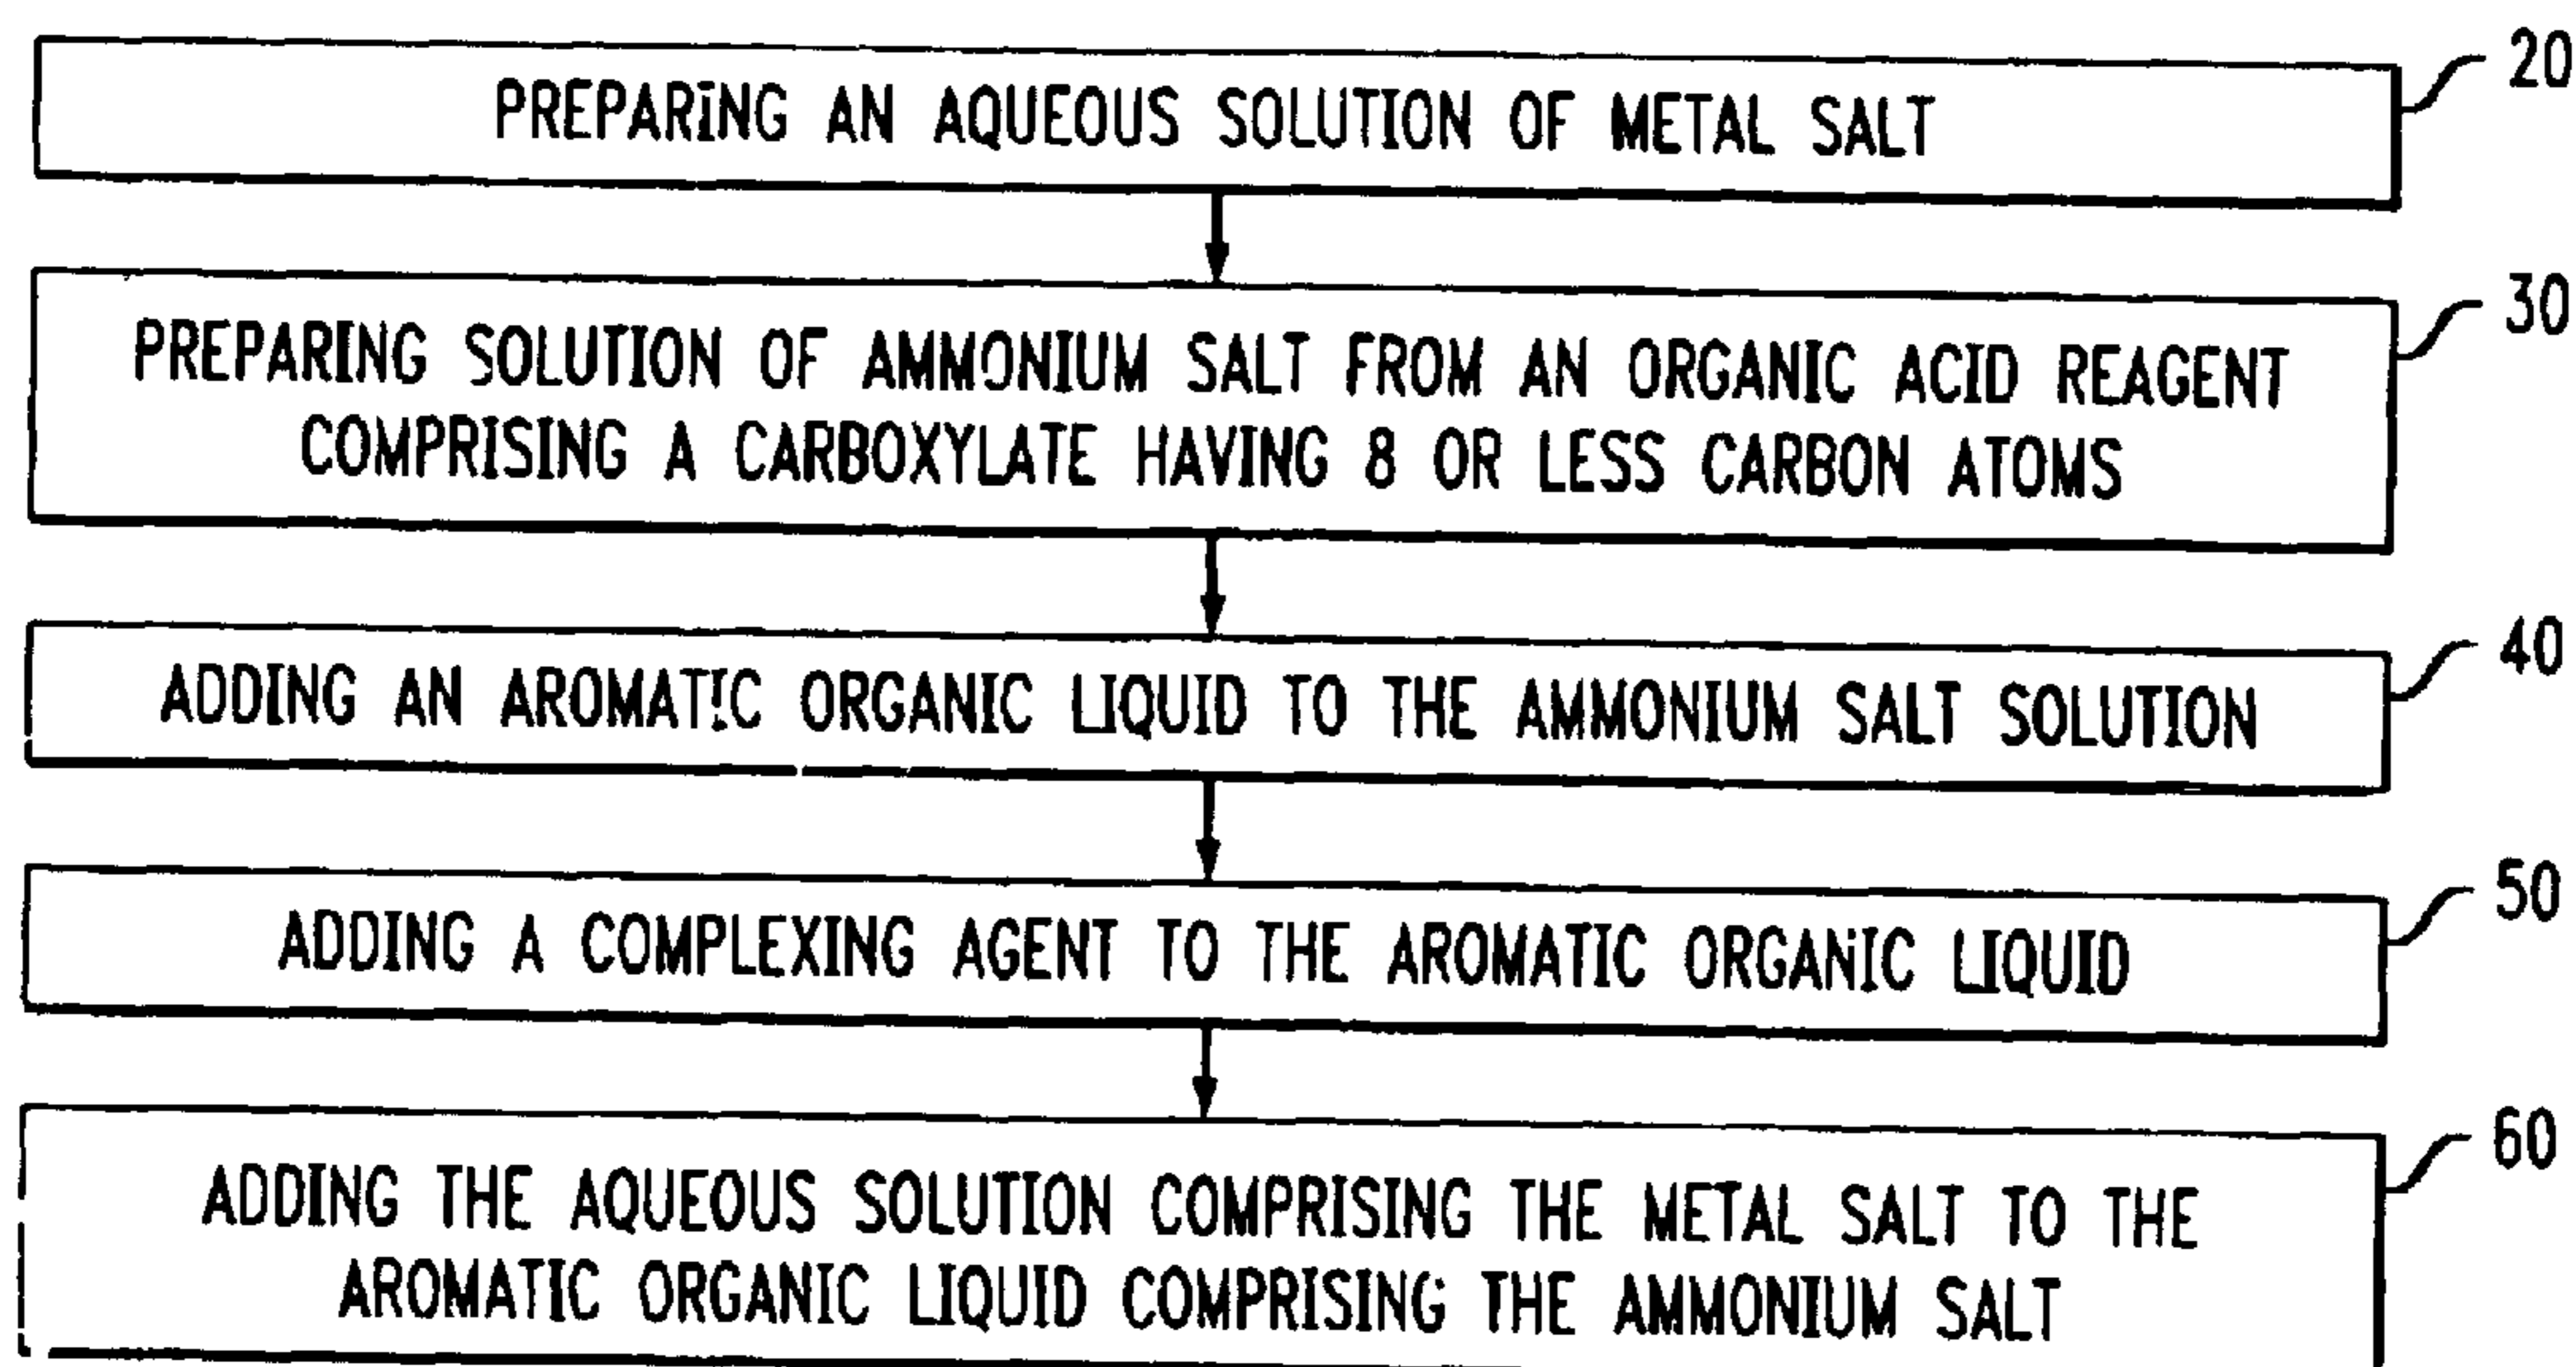 PREPARING AN AQUEOUS SOLUTION OF METAL SALT
20
PREPARING SOLUTION OF AMMONIUM SALT FROM AN ORGANIC ACID REAGENT
COMPRISING A CARBOXYLATE HAVING 8 OR LESS CARBON ATOMS
30
ADDING AN AROMATIC ORGANIC LIQUID TO THE AMMONIUM SALT SOLUTION
40
ADDING A COMPLEXING AGENT TO THE AROMATIC ORGANIC LIQUID
50
ADDING THE AQUEOUS SOLUTION COMPRISING THE METAL SALT TO THE
AROMATIC ORGANIC LIQUID COMPRISING THE AMMONIUM SALT
60